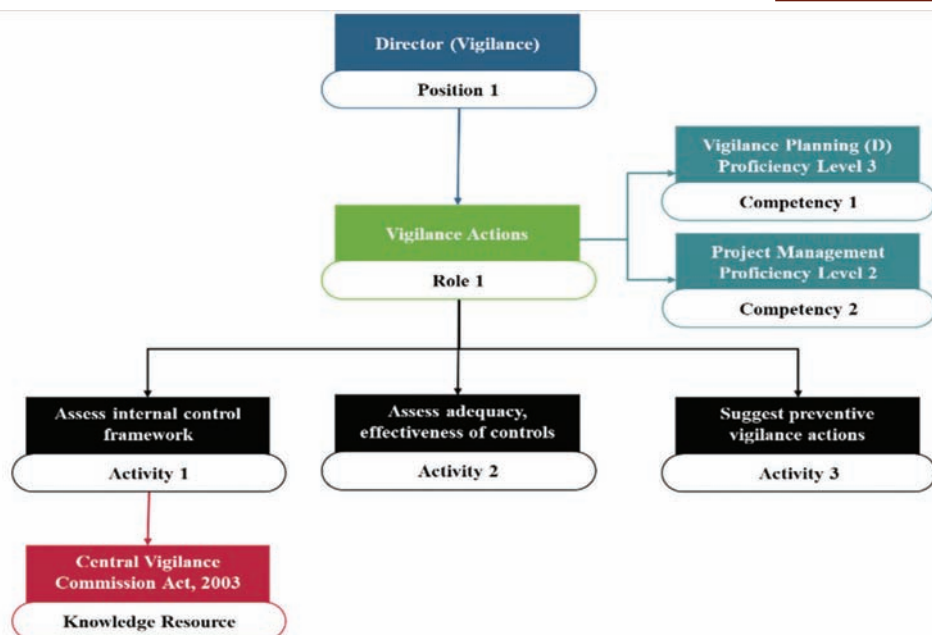 Director (Vigilance)
Position 1
Vigilance Planning (D)
Proficiency Level 3
Competency 1
Vigilance Actions
Role 1
Project Management
Proficiency Level 2
Competency 2
Assess internal control
framework
Activity 1
Assess adequacy,
effectiveness of controls
Activity 2
Suggest preventive
vigilance actions
Activity 3
Central Vigilance
Commission Act, 2003
Knowledge Resource